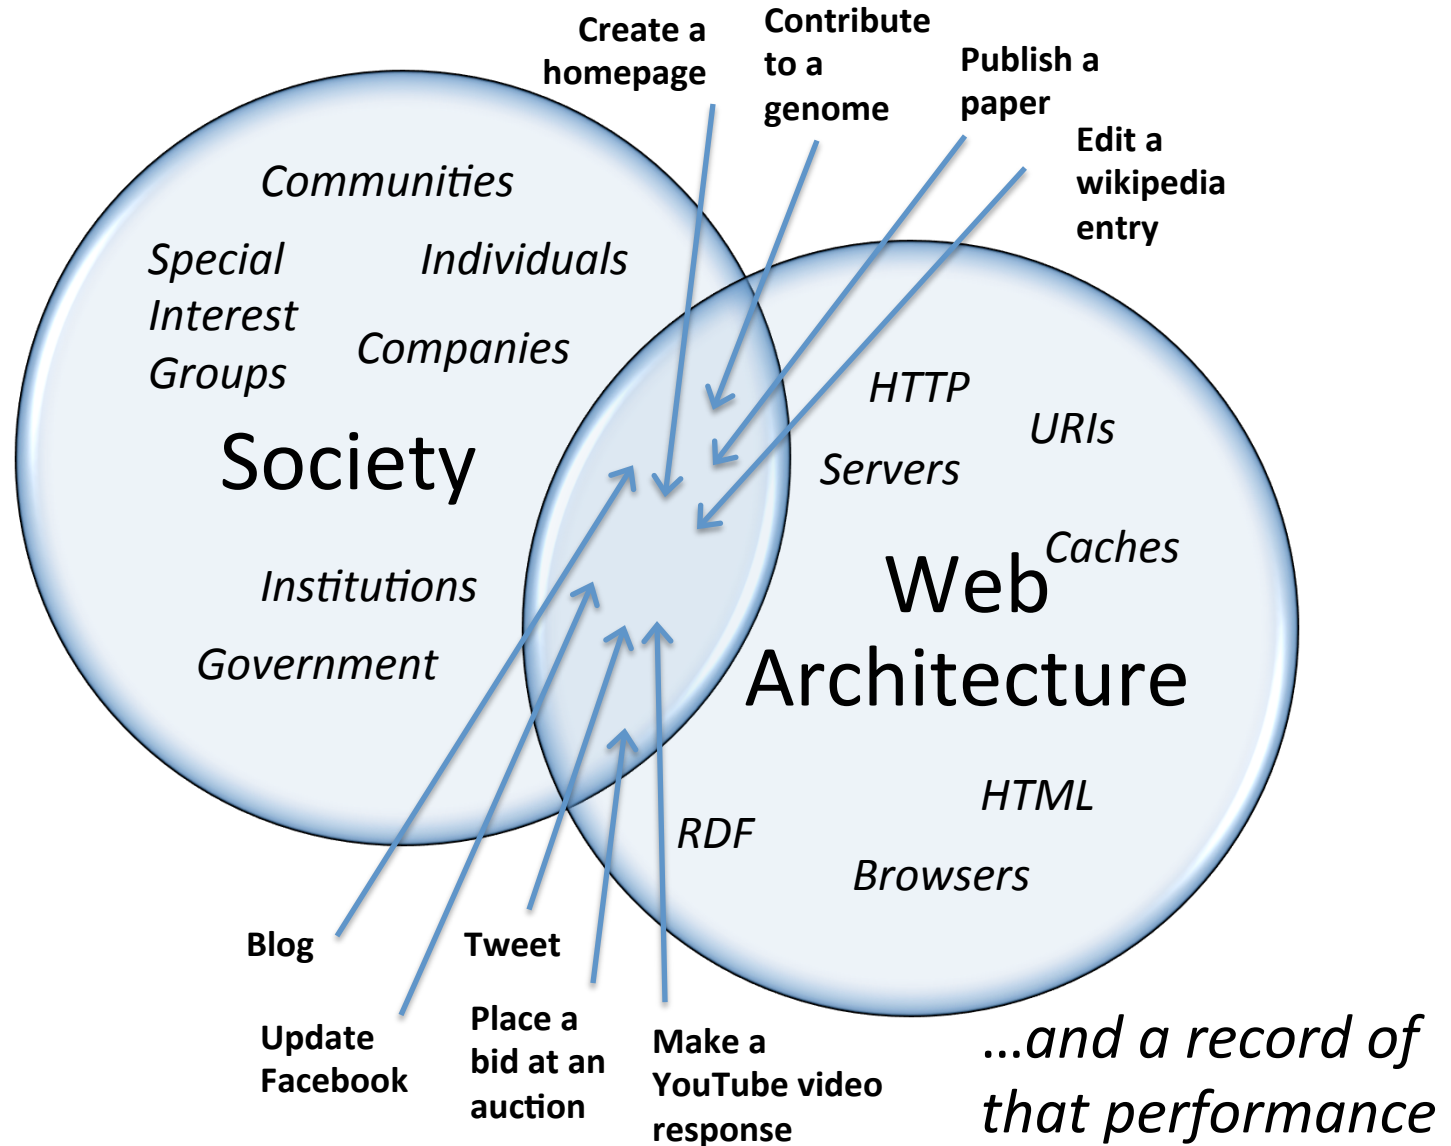 Create a
homepage
Contribute
to a
genome
Publish a
paper
Edit a
wikipedia
entry
Communities
Special
Interest
Groups
Individuals
Companies
Society
Institutions
Government
HTTP
URIs
Servers
Caches
Web
Architecture
HTML
RDF
Browsers
Blog
Tweet
Update
Facebook
Place a
bid at an
auction
Make a
YouTube video
response
...and a record of
that performance